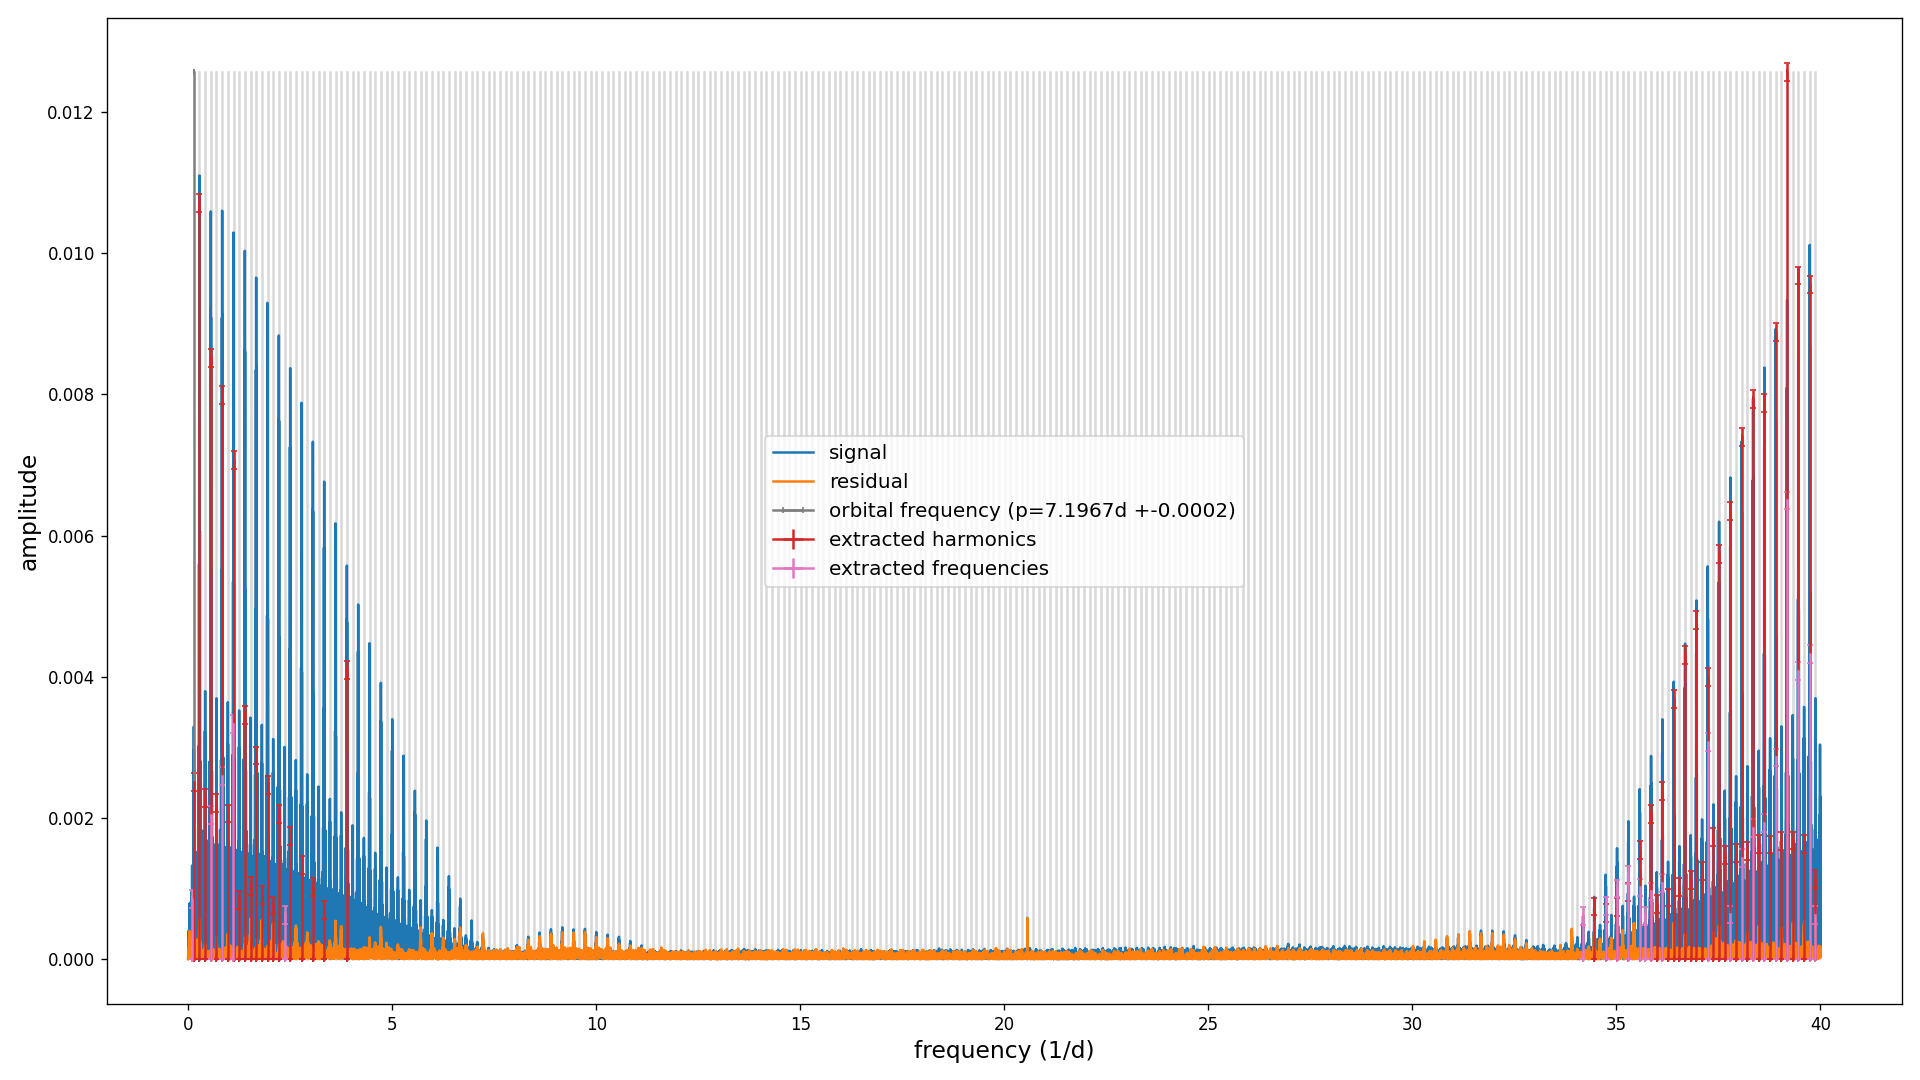 0.012
0.010
0.008
0.006
0.004
0.002
0.000
amplitude
signal
residual
orbital frequency (p=7.1967d +-0.0002)
extracted harmonics
extracted frequencies
0 5 10 15 20 25 30 35 40
frequency (1/d)